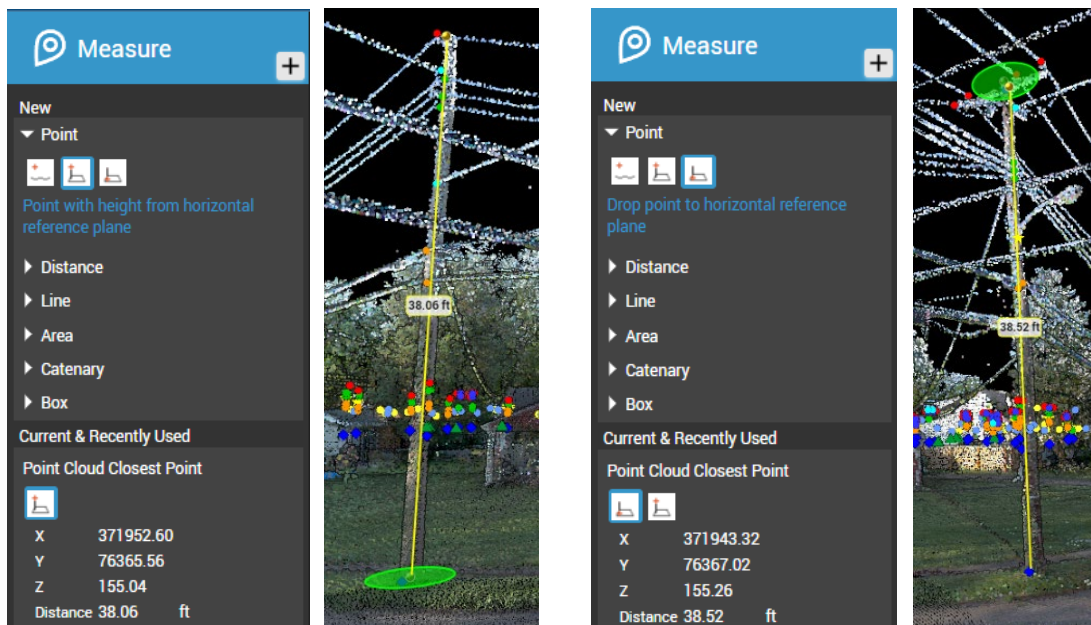 Measure
New
Point
Point with height from horizontal
reference plane
Distance
Line
Area
Catenary
Box
Current & Recently Used
Point Cloud Closest Point
X 371952.60
Y 76365.56
Z 155.04
Distance 38.06 ft
38.06 ft
Measure
New
Point
Drop point to horizontal reference
plane
Distance
Line
Area
Catenary
Box
Current & Recently Used
Point Cloud Closest Point
X 371943.32
Y 76367.02
Z 155.26
Distance 38.52 ft
38.52 ft